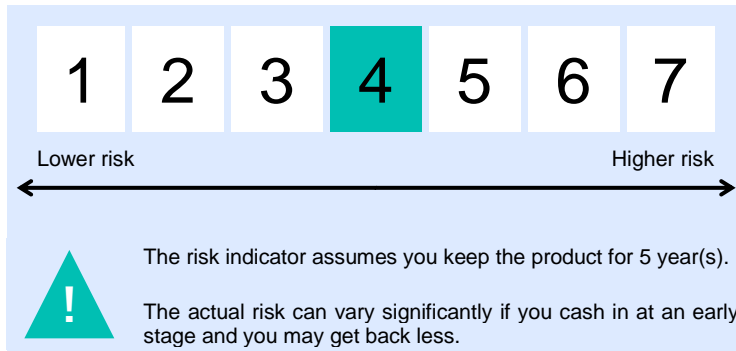 1 2 3 4 5 6 7
Lower risk Higher risk
The risk indicator assumes you keep the product for 5 year(s).
!
The actual risk can vary significantly if you cash in at an early
stage and you may get back less.